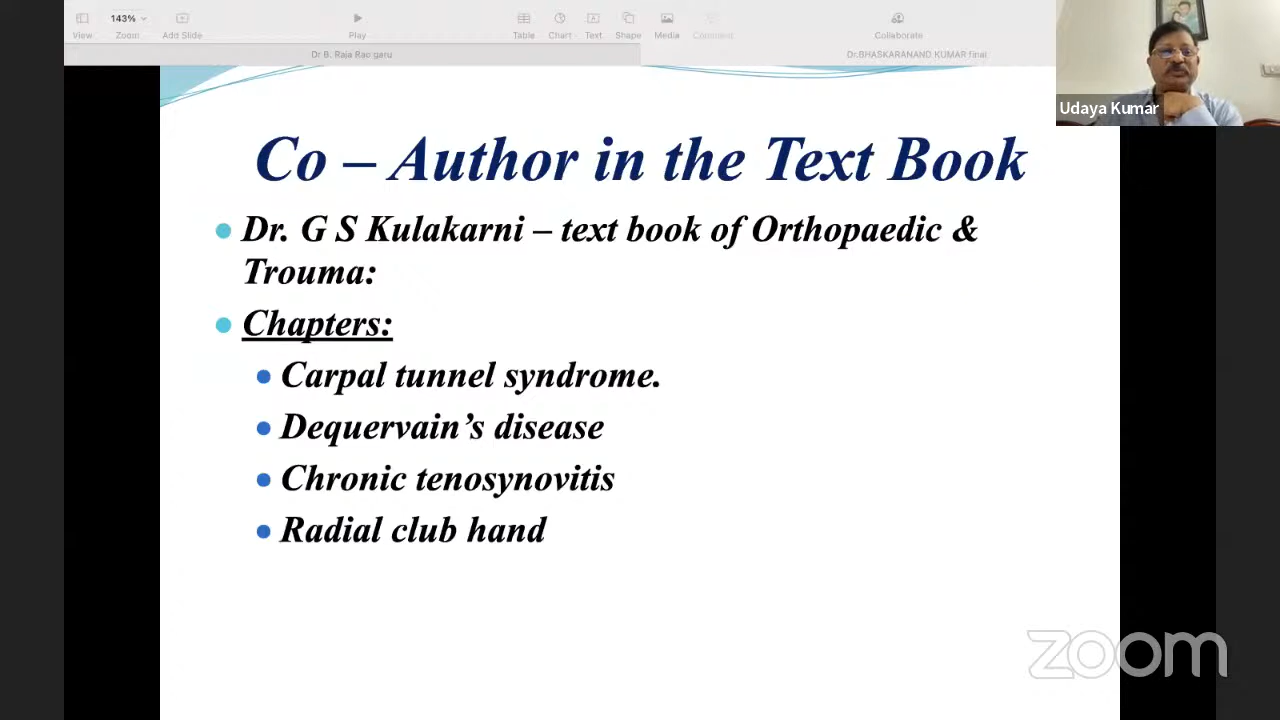 143%
View
Zoom
Add Slide
Play
Table
Chart
Text
Shape
Media
Comment
Collaborate
Dr B. Raja Rao garu
Dr.BHASKARANAND KUMAR final
Udaya Kumar
Co – Author in the Text Book
Dr. G S Kulakarni – text book of Orthopaedic &
Trouma:
Chapters:
Carpal tunnel syndrome.
Dequervain’s disease
Chronic tenosynovitis
Radial club hand
zoom